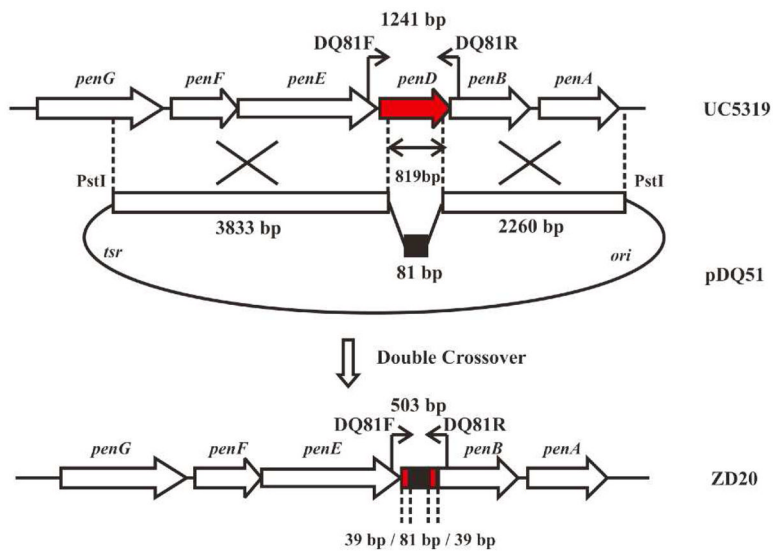 1241 bp
DQ81F DQ81R
penG penF penE penD penB penA
UC5319
819bp
PstI PstI
3833 bp 2260 bp
tsr 81 bp ori
pDQ51
Double Crossover
503 bp
DQ81F DQ81R
penG penF penE penB penA
ZD20
39 bp / 81 bp / 39 bp